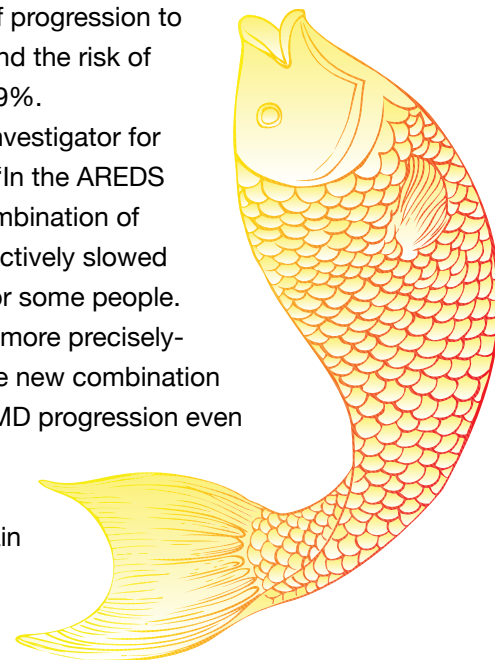 f progression to
nd the risk of
9%.
nvestigator for
"In the AREDS
mbination of
ctively slowed
or some people.
more precisely-
e new combination
MD progression even
in